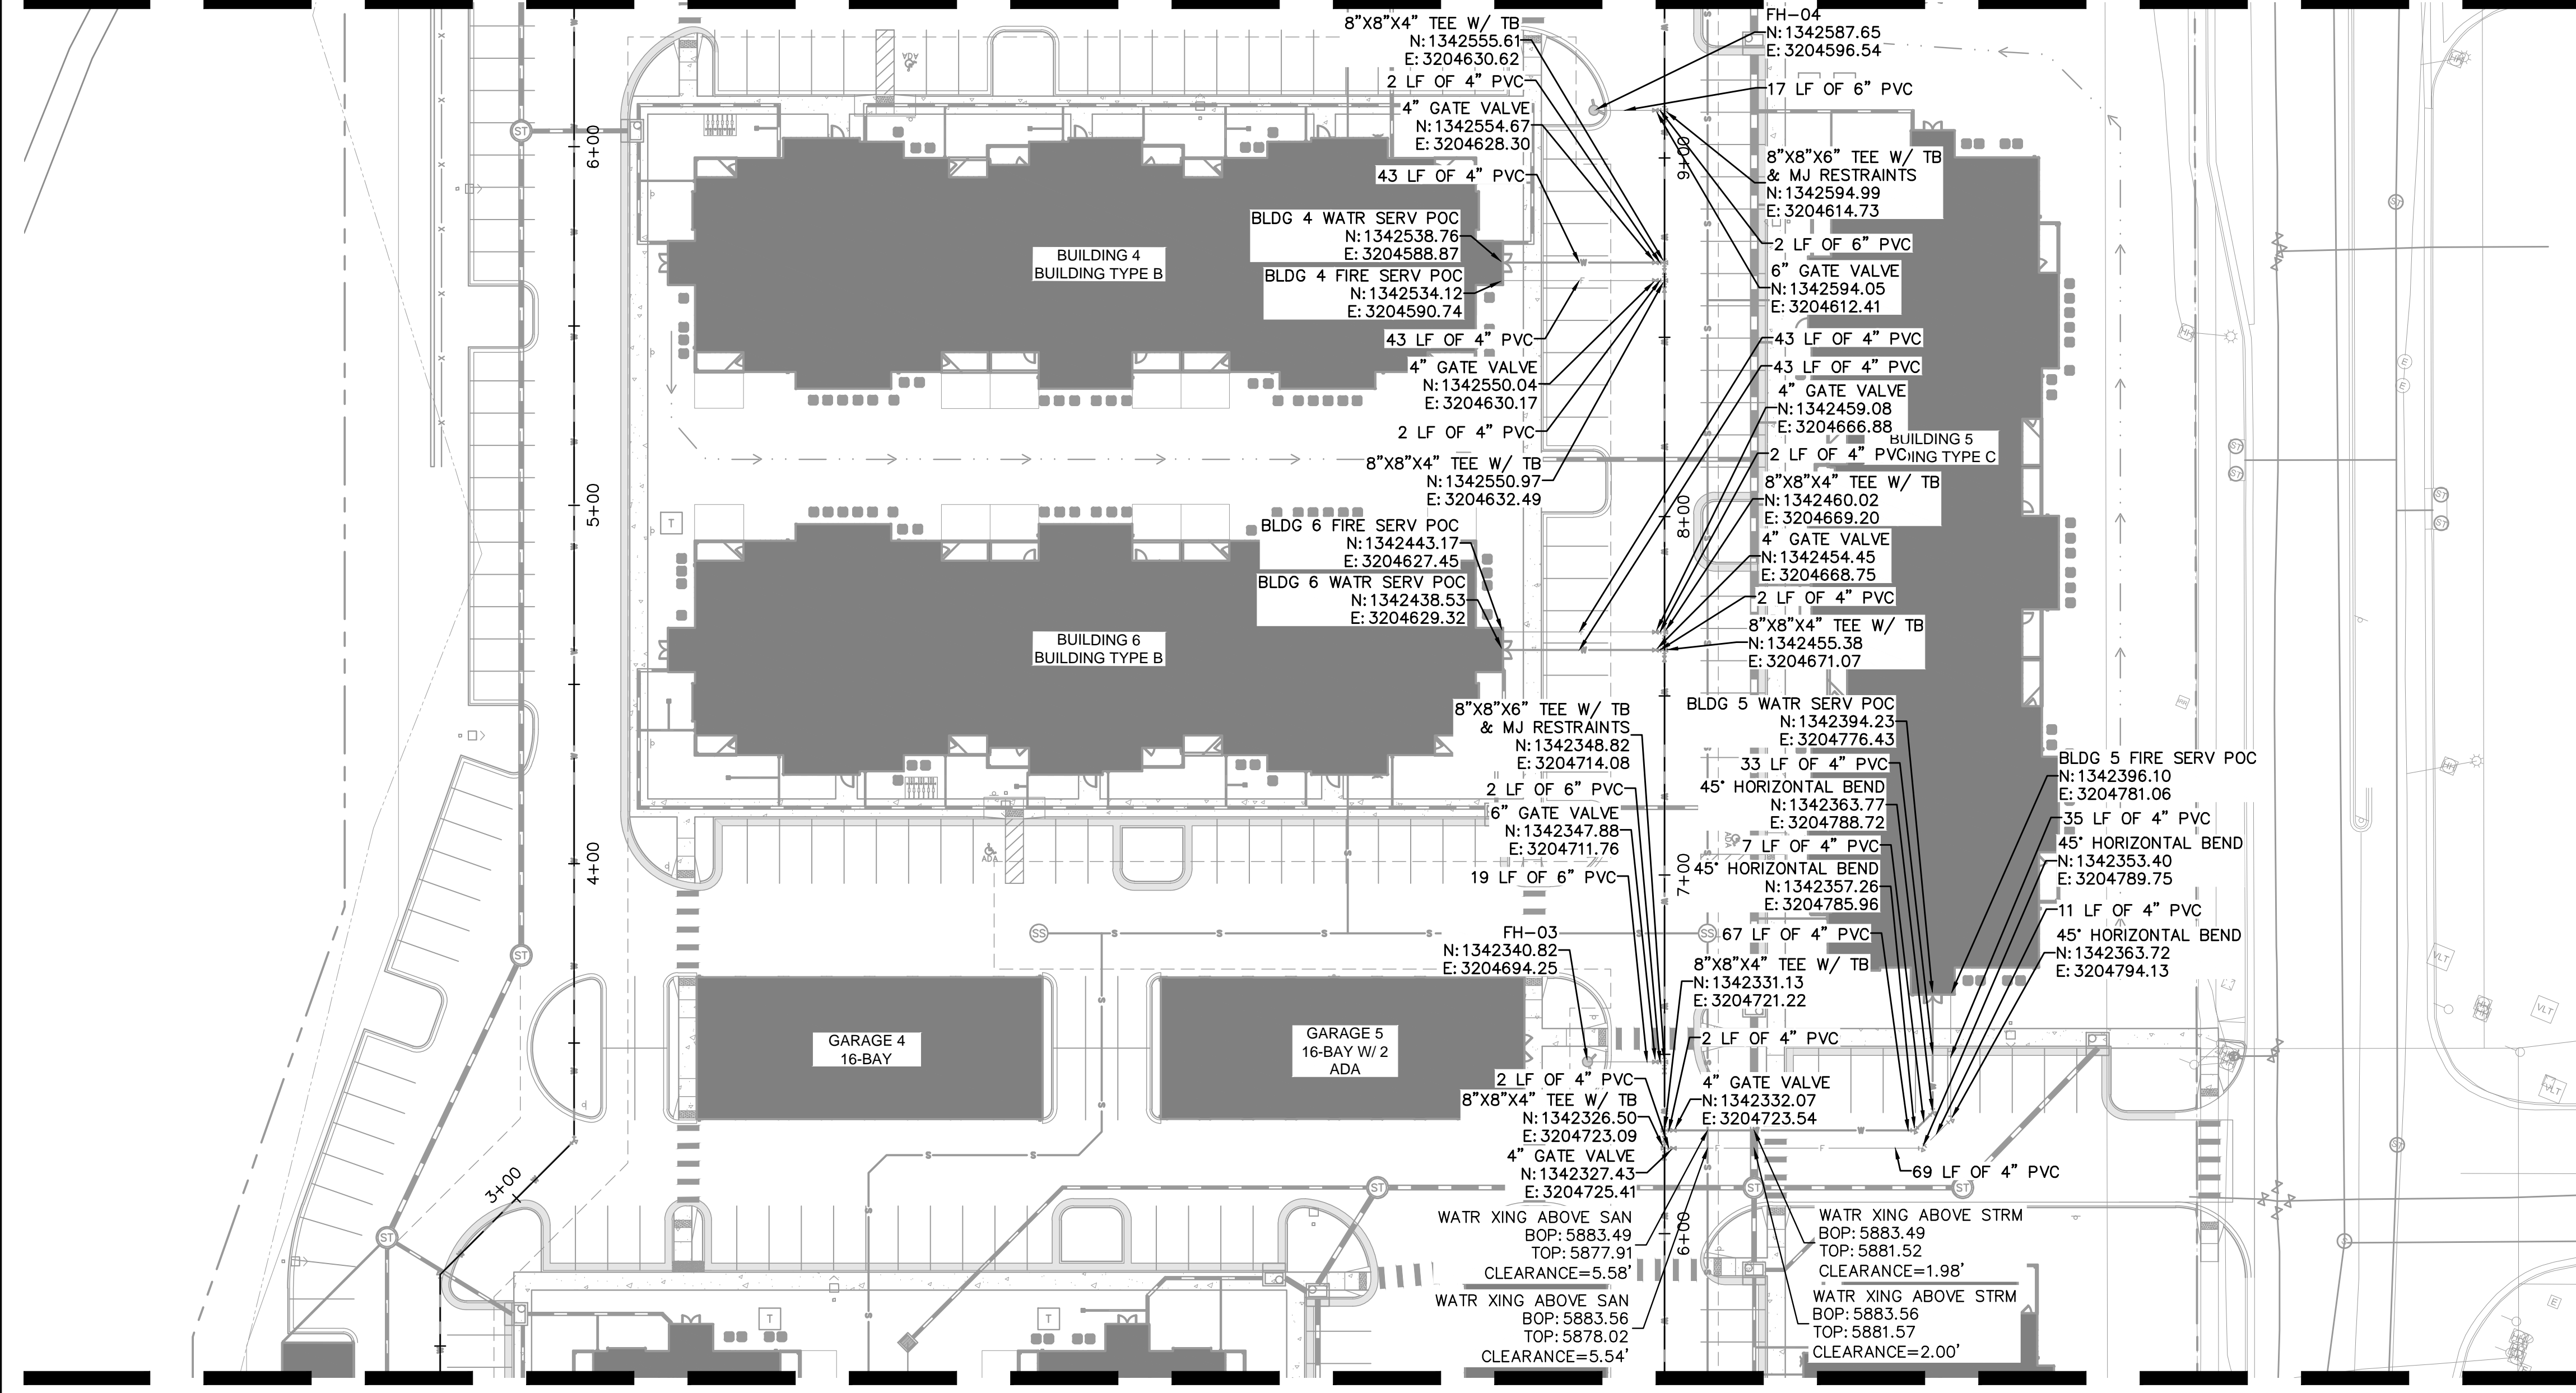 8"X8"X4" TEE W/ TB
N:1342555.61
E:3204630.62
2 LF OF 4" PVC
4" GATE VALVE
N:1342554.67
E:3204628.30
43 LF OF 4" PVC
BLDG 4 WATR SERV POC
N:1342538.76
E:3204588.87
BLDG 4 FIRE SERV POC
N:1342534.12
E:3204590.74
43 LF OF 4" PVC
4" GATE VALVE
N:1342550.04
E:3204630.17
2 LF OF 4" PVC
8"X8"X4" TEE W/ TB
N:1342550.97
E:3204632.49
BLDG 6 FIRE SERV POC
N:1342443.17
E:3204627.45
BLDG 6 WATR SERV POC
N:1342438.53
E:3204629.32
FH-04
N:1342587.65
E:3204596.54
17 LF OF 6" PVC
8"X8"X6" TEE W/ TB
& MJ RESTRAINTS
N:1342594.99
E:3204614.73
2 LF OF 6" PVC
6" GATE VALVE
N:1342594.05
E:3204612.41
43 LF OF 4" PVC
43 LF OF 4" PVC
4" GATE VALVE
N:1342459.08
E:3204666.88
2 LF OF 4" PVC
8"X8"X4" TEE W/ TB
N:1342460.02
E:3204669.20
4" GATE VALVE
N:1342454.45
E:3204668.75
2 LF OF 4" PVC
8"X8"X4" TEE W/ TB
N:1342455.38
E:3204671.07
BUILDING 4
BUILDING TYPE B
BUILDING 5
ING TYPE C
BUILDING 6
BUILDING TYPE B
6+00
5+00
4+00
3+00
9+00
8+00
7+00
6+00
8"X8"X6" TEE W/ TB
& MJ RESTRAINTS
N:1342348.82
E:3204714.08
2 LF OF 6" PVC
6" GATE VALVE
N:1342347.88
E:3204711.76
19 LF OF 6" PVC
FH-03
N:1342340.82
E:3204694.25
BLDG 5 WATR SERV POC
N:1342394.23
E:3204776.43
33 LF OF 4" PVC
45° HORIZONTAL BEND
N:1342363.77
E:3204788.72
7 LF OF 4" PVC
45° HORIZONTAL BEND
N:1342357.26
E:3204785.96
67 LF OF 4" PVC
8"X8"X4" TEE W/ TB
N:1342331.13
E:3204721.22
2 LF OF 4" PVC
4" GATE VALVE
N:1342332.07
E:3204723.54
BLDG 5 FIRE SERV POC
N:1342396.10
E:3204781.06
35 LF OF 4" PVC
45° HORIZONTAL BEND
N:1342353.40
E:3204789.75
11 LF OF 4" PVC
45° HORIZONTAL BEND
N:1342363.72
E:3204794.13
69 LF OF 4" PVC
2 LF OF 4" PVC
8"X8"X4" TEE W/ TB
N:1342326.50
E:3204723.09
4" GATE VALVE
N:1342327.43
E:3204725.41
WATR XING ABOVE SAN
BOP:5883.49
TOP:5877.91
CLEARANCE=5.58'
WATR XING ABOVE SAN
BOP:5883.56
TOP:5878.02
CLEARANCE=5.54'
WATR XING ABOVE STRM
BOP:5883.49
TOP:5881.52
CLEARANCE=1.98'
WATR XING ABOVE STRM
BOP:5883.56
TOP:5881.57
CLEARANCE=2.00'
GARAGE 4
16-BAY
GARAGE 5
16-BAY W/ 2
ADA
ADA
ADA
ADA
ST
ST
ST
ST
ST
ST
SS
SS
T
T
T
VLT
VLT
VLT